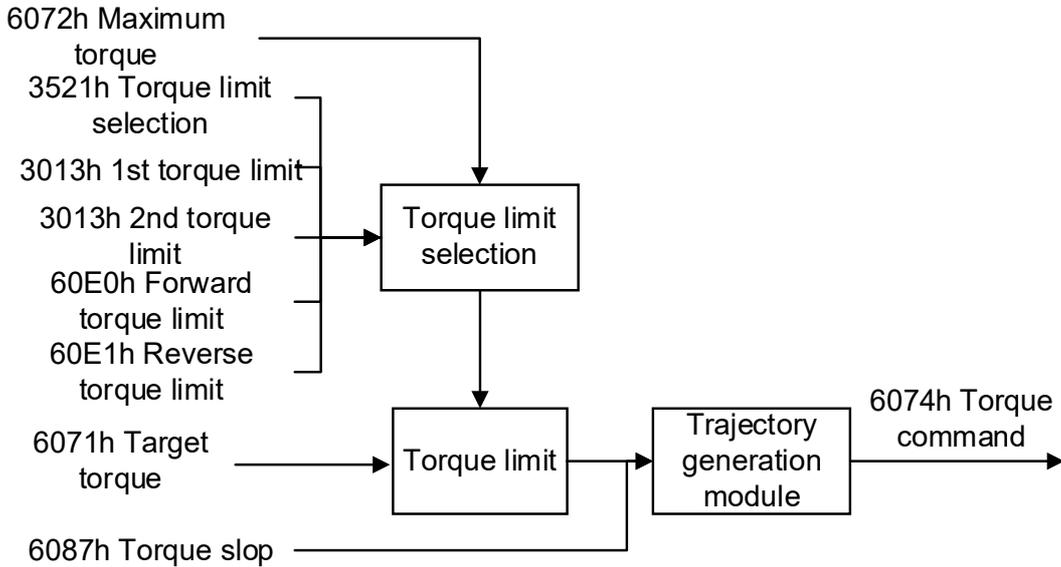 6072h Maximum
torque
3521h Torque limit
selection
3013h 1st torque limit
3013h 2nd torque
limit
60E0h Forward
torque limit
60E1h Reverse
torque limit
Torque limit
selection
6071h Target
torque
Torque limit
Trajectory
generation
module
6074h Torque
command
6087h Torque slop